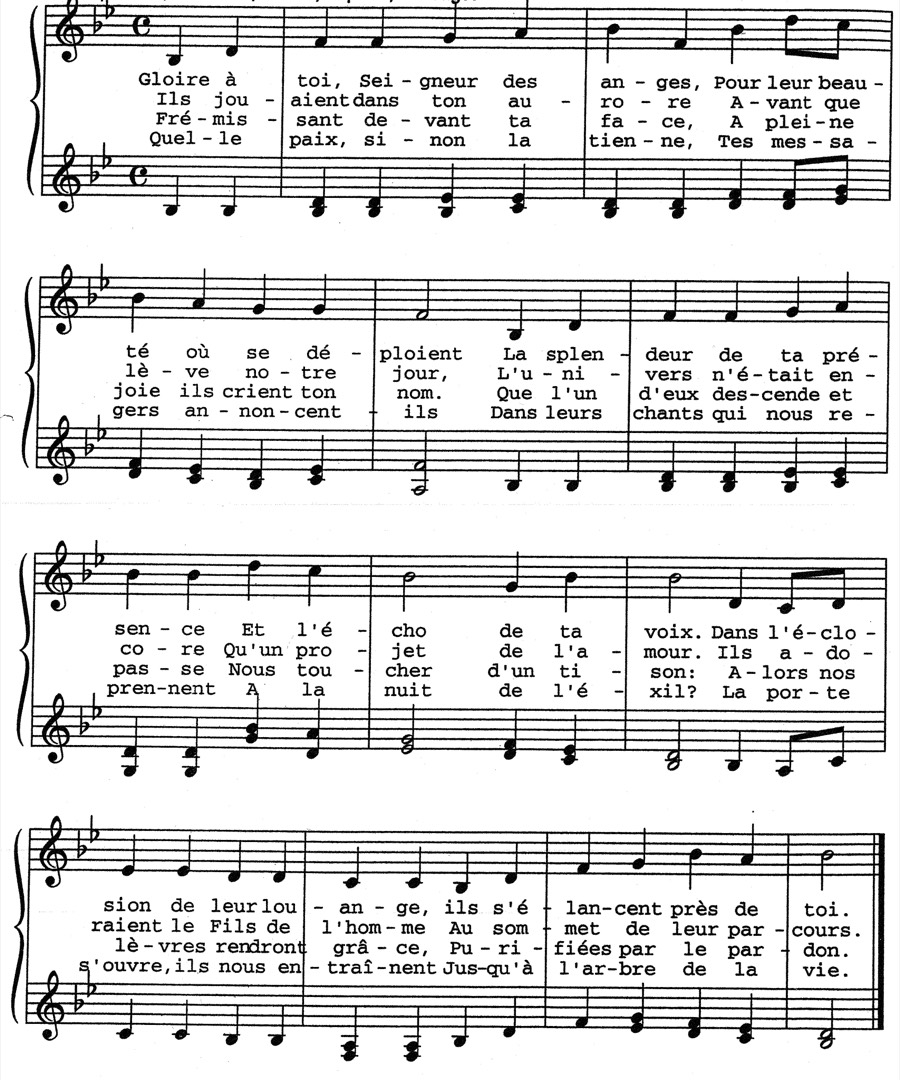 Gloire à toi, Sei - gneur des an - ges, Pour leur beau -
Ils jou - aient dans ton au - ro - re A - vant que
Fré - mis - sant de - vant ta fa - ce, A plei - ne
Quel - le paix, si - non la tien - ne, Tes mes - sa -
té où se dé - ploient La splen - deur de ta pré -
lè - ve no - tre jour, L'u - ni - vers n'é - tait en -
joie ils crient ton nom. Que l'un d'eux des - cende et
gers an - non - cent - ils Dans leurs chants qui nous re -
sen - ce Et l'é - cho de ta voix. Dans l'é - clo -
co - re Qu'un pro - jet de l'a - mour. Ils a - do -
pas - se Nous tou - cher d'un ti - son: A - lors nos
pren - nent A la nuit de l'é - xil? La por - te
sion de leur lou - an - ge, ils s'é - lan - cent près de toi.
raient le Fils de l'hom - me Au som - met de leur par - cours.
lè - vres rendront grâ - ce, Pu - ri - fiées par le par - don.
s'ouvre, ils nous en - traî - nent Jus - qu'à l'ar - bre de la vie.